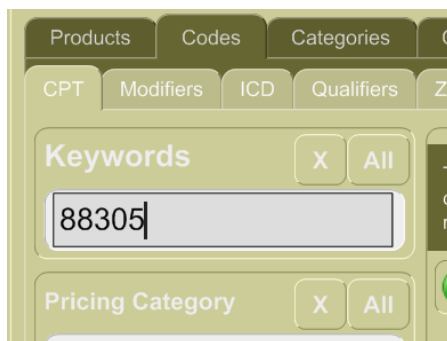 Products Codes Categories
CPT Modifiers ICD Qualifiers Z
Keywords X All
88305
Pricing Category X All